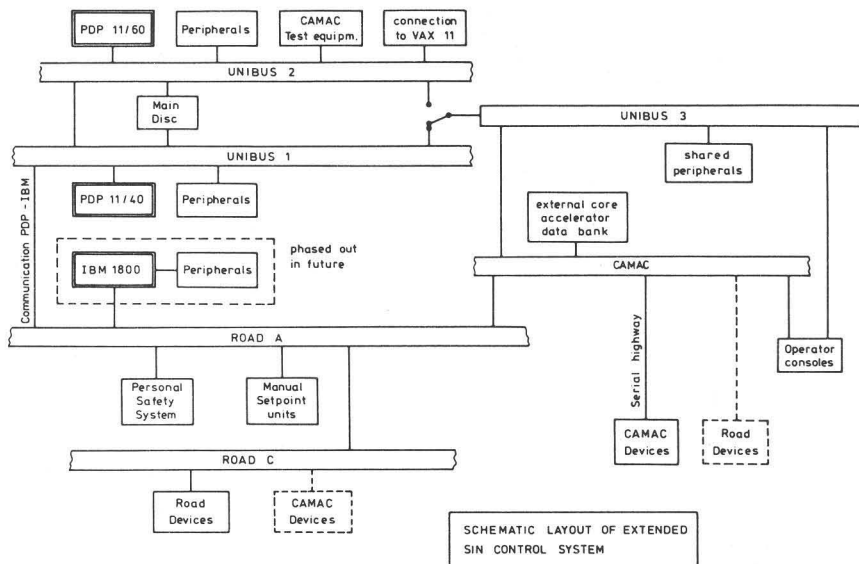 PDP 11/60
Peripherals
CAMAC
Test equipm.
connection
to VAX 11
UNIBUS 2
Main
Disc
UNIBUS 3
UNIBUS 1
shared
peripherals
PDP 11/40
Peripherals
external core
accelerator
data bank
Communication PDP - IBM
IBM 1800
Peripherals
phased out
in future
CAMAC
ROAD A
Operator
consoles
Personal
Safety
System
Manual
Setpoint
units
Serial highway
CAMAC
Devices
Road
Devices
ROAD C
Road
Devices
CAMAC
Devices
SCHEMATIC LAYOUT OF EXTENDED
SIN CONTROL SYSTEM